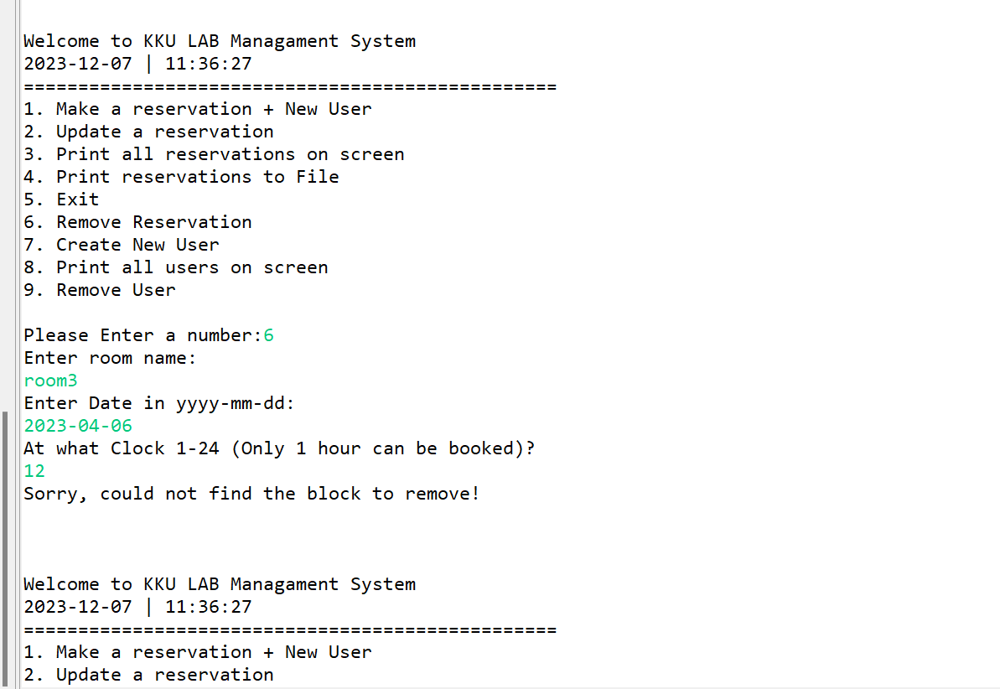 Welcome to KKU LAB Managament System
2023-12-07 | 11:36:27
=================================================
1. Make a reservation + New User
2. Update a reservation
3. Print all reservations on screen
4. Print reservations to File
5. Exit
6. Remove Reservation
7. Create New User
8. Print all users on screen
9. Remove User
Please Enter a number:6
Enter room name:
room3
Enter Date in yyyy-mm-dd:
2023-04-06
At what Clock 1-24 (Only 1 hour can be booked)?
12
Sorry, could not find the block to remove!
Welcome to KKU LAB Managament System
2023-12-07 | 11:36:27
=================================================
1. Make a reservation + New User
2. Update a reservation